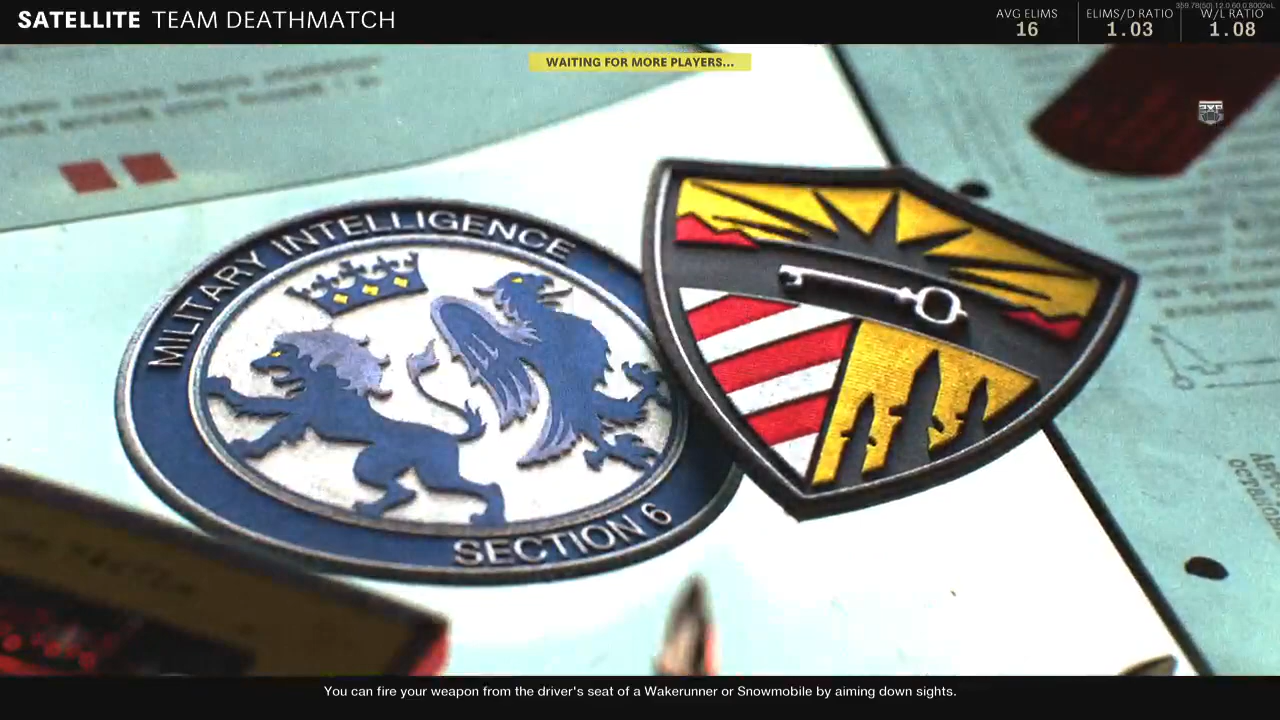 SATELLITE TEAM DEATHMATCH
AVG ELIMS
16
ELIMS/D RATIO
1.03
W/L RATIO
1.08
WAITING FOR MORE PLAYERS...
MILITARY INTELLIGENCE
SECTION 6
You can fire your weapon from the driver's seat of a Wakerunner or Snowmobile by aiming down sights.